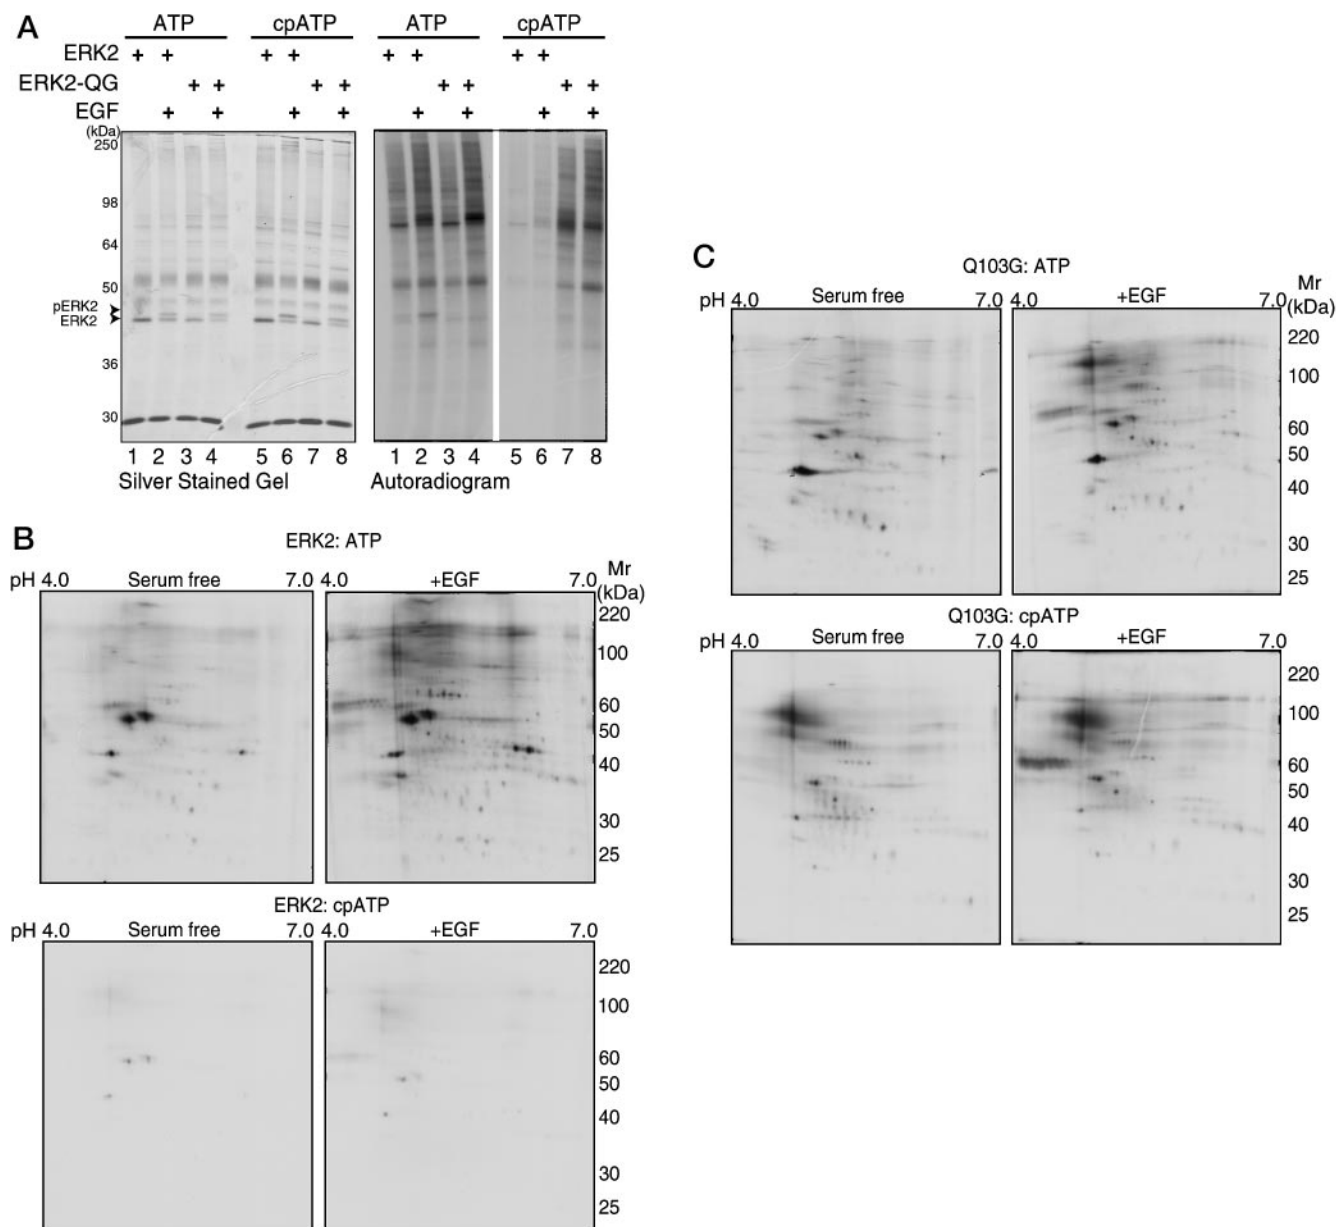 A
ATP cpATP ATP cpATP
ERK2 + + + + + + + +
ERK2-QG + + + + + + + +
EGF + + + + + + + +
(kDa)
250
98
64
50
pERK2
ERK2
36
30
1 2 3 4 5 6 7 8 1 2 3 4 5 6 7 8
Silver Stained Gel Autoradiogram
B
ERK2: ATP
pH 4.0 Serum free 4.0 +EGF 7.0 Mr
(kDa)
220
100
60
50
40
30
25
ERK2: cpATP
pH 4.0 Serum free 7.0 4.0 +EGF 7.0
220
100
60
50
40
30
25
C
Q103G: ATP
pH 4.0 Serum free 4.0 +EGF 7.0 Mr
(kDa)
220
100
60
50
40
30
25
Q103G: cpATP
pH 4.0 Serum free 7.0 4.0 +EGF 7.0
220
100
60
50
40
30
25